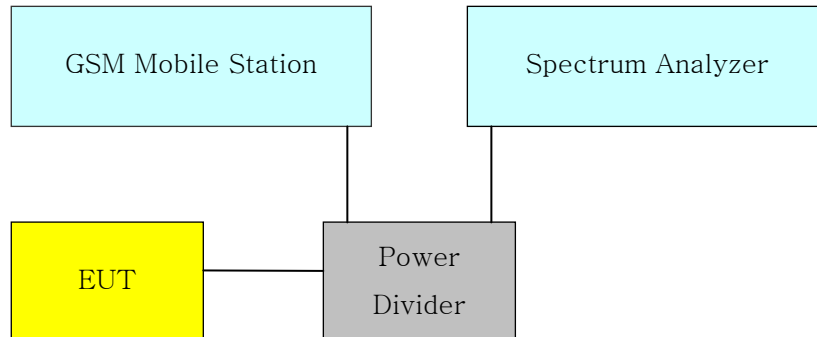 GSM Mobile Station
Spectrum Analyzer
EUT
Power
Divider